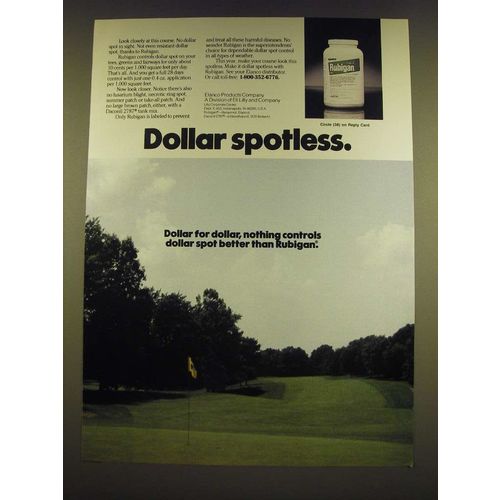 Look closely at this course. No dollar
spot in sight. Not even resistant dollar
spot, thanks to Rubigan.
Rubigan controls dollar spot on your
tees, greens and fairways for only about
10 cents per 1,000 square feet per day.
That's all. And you get a full 28 days
control with just one 0.4 oz. application
per 1,000 square feet.
Now look closer. Notice there's also
no fusarium blight, necrotic ring spot,
summer patch or take-all patch. And
no large brown patch, either, with a
Daconil 2787® tank mix.
Only Rubigan is labeled to prevent
and treat all these harmful diseases. No
wonder Rubigan is the superintendents'
choice for dependable dollar spot control
in all types of weather.
This year, make your course look this
spotless. Make it dollar spotless with
Rubigan. See your Elanco distributor.
Or call toll-free: 1-800-352-6776.
Elanco Products Company
A Division of Eli Lilly and Company
Lilly Corporate Center
Rubigan
Circle (38) on Reply Card
Dollar spotless.
Dollar for dollar, nothing controls
dollar spot better than Rubigan®.